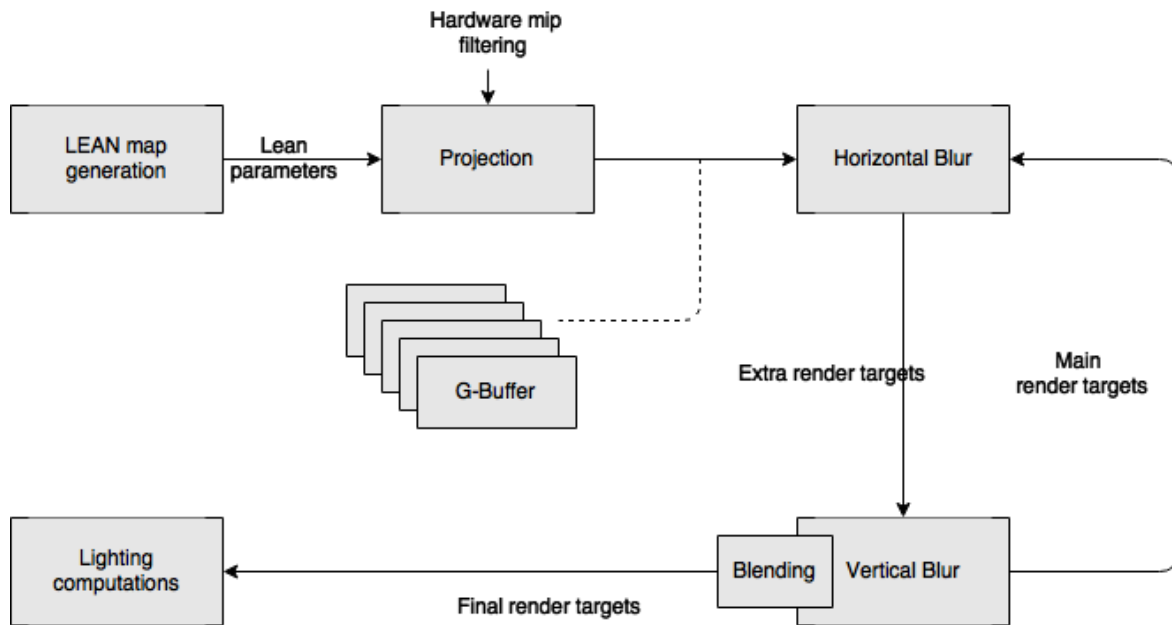 Hardware mip
filtering
LEAN map
generation
Lean
parameters
Projection
Horizontal Blur
G-Buffer
Extra render targets
Main
render targets
Lighting
computations
Blending
Vertical Blur
Final render targets